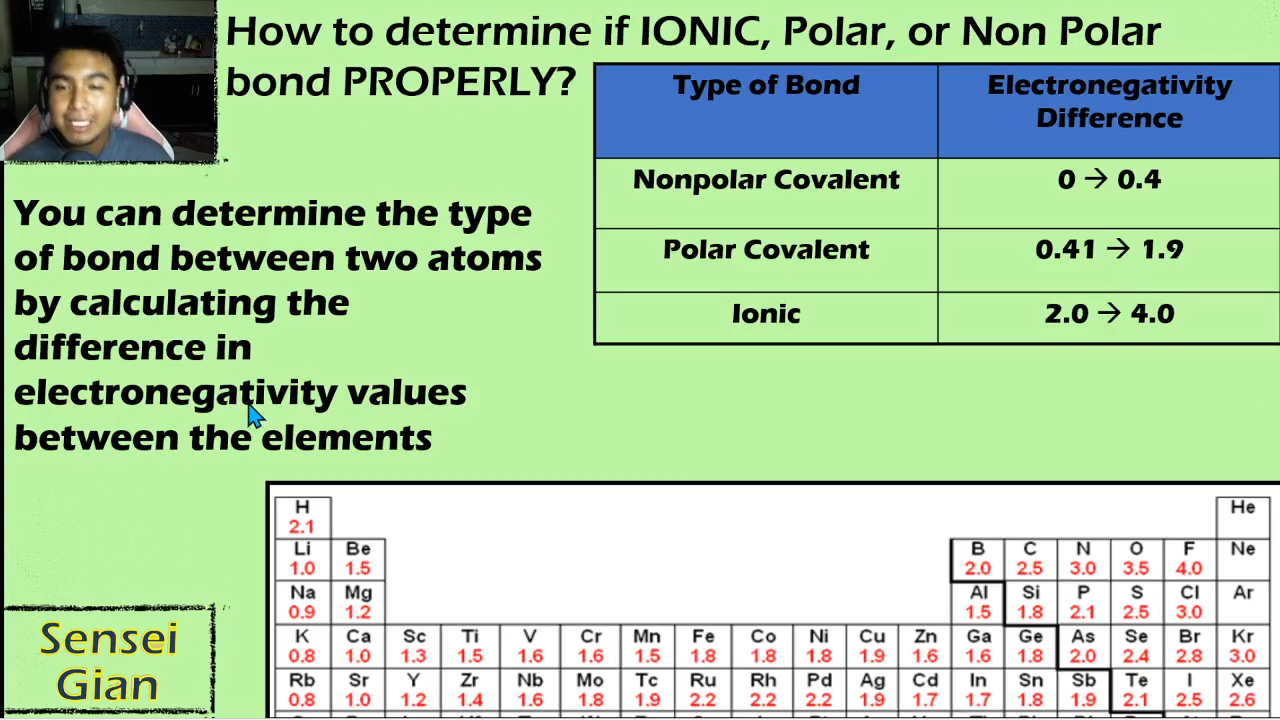 How to determine if IONIC, Polar, or Non Polar
bond PROPERLY?
Type of Bond Electronegativity
Difference
Nonpolar Covalent 0 → 0.4
Polar Covalent 0.41 → 1.9
Ionic 2.0 → 4.0
You can determine the type
of bond between two atoms
by calculating the
difference in
electronegativity values
between the elements
H He
2.1
Li Be B C N O F Ne
1.0 1.5 2.0 2.5 3.0 3.5 4.0
Na Mg Al Si P S Cl Ar
0.9 1.2 1.5 1.8 2.1 2.5 3.0
K Ca Sc Ti V Cr Mn Fe Co Ni Cu Zn Ga Ge As Se Br Kr
0.8 1.0 1.3 1.5 1.6 1.6 1.5 1.8 1.8 1.8 1.9 1.6 1.6 1.8 2.0 2.4 2.8 3.0
Rb Sr Y Zr Nb Mo Tc Ru Rh Pd Ag Cd In Sn Sb Te I Xe
0.8 1.0 1.2 1.4 1.6 1.8 1.9 2.2 2.2 2.2 1.9 1.7 1.7 1.8 1.9 2.1 2.5 2.6
Sensei
Gian